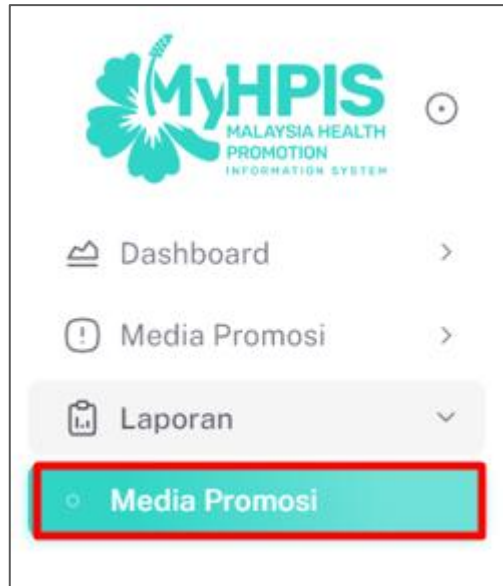 MyHPIS
MALAYSIA HEALTH
PROMOTION
INFORMATION SYSTEM
Dashboard
Media Promosi
Laporan
Media Promosi